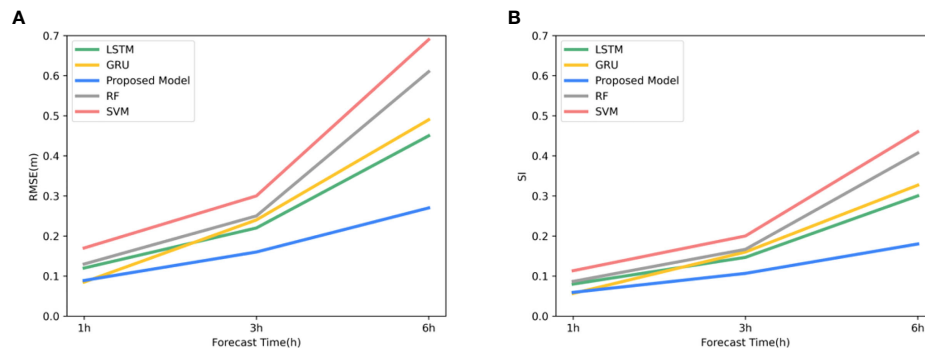 A
0.7
0.6
0.5
0.4
0.3
0.2
0.1
0.0
RMSE(m)
LSTM
GRU
Proposed Model
RF
SVM
1h
3h
6h
Forecast Time(h)
B
0.7
0.6
0.5
0.4
0.3
0.2
0.1
0.0
SI
LSTM
GRU
Proposed Model
RF
SVM
1h
3h
6h
Forecast Time(h)